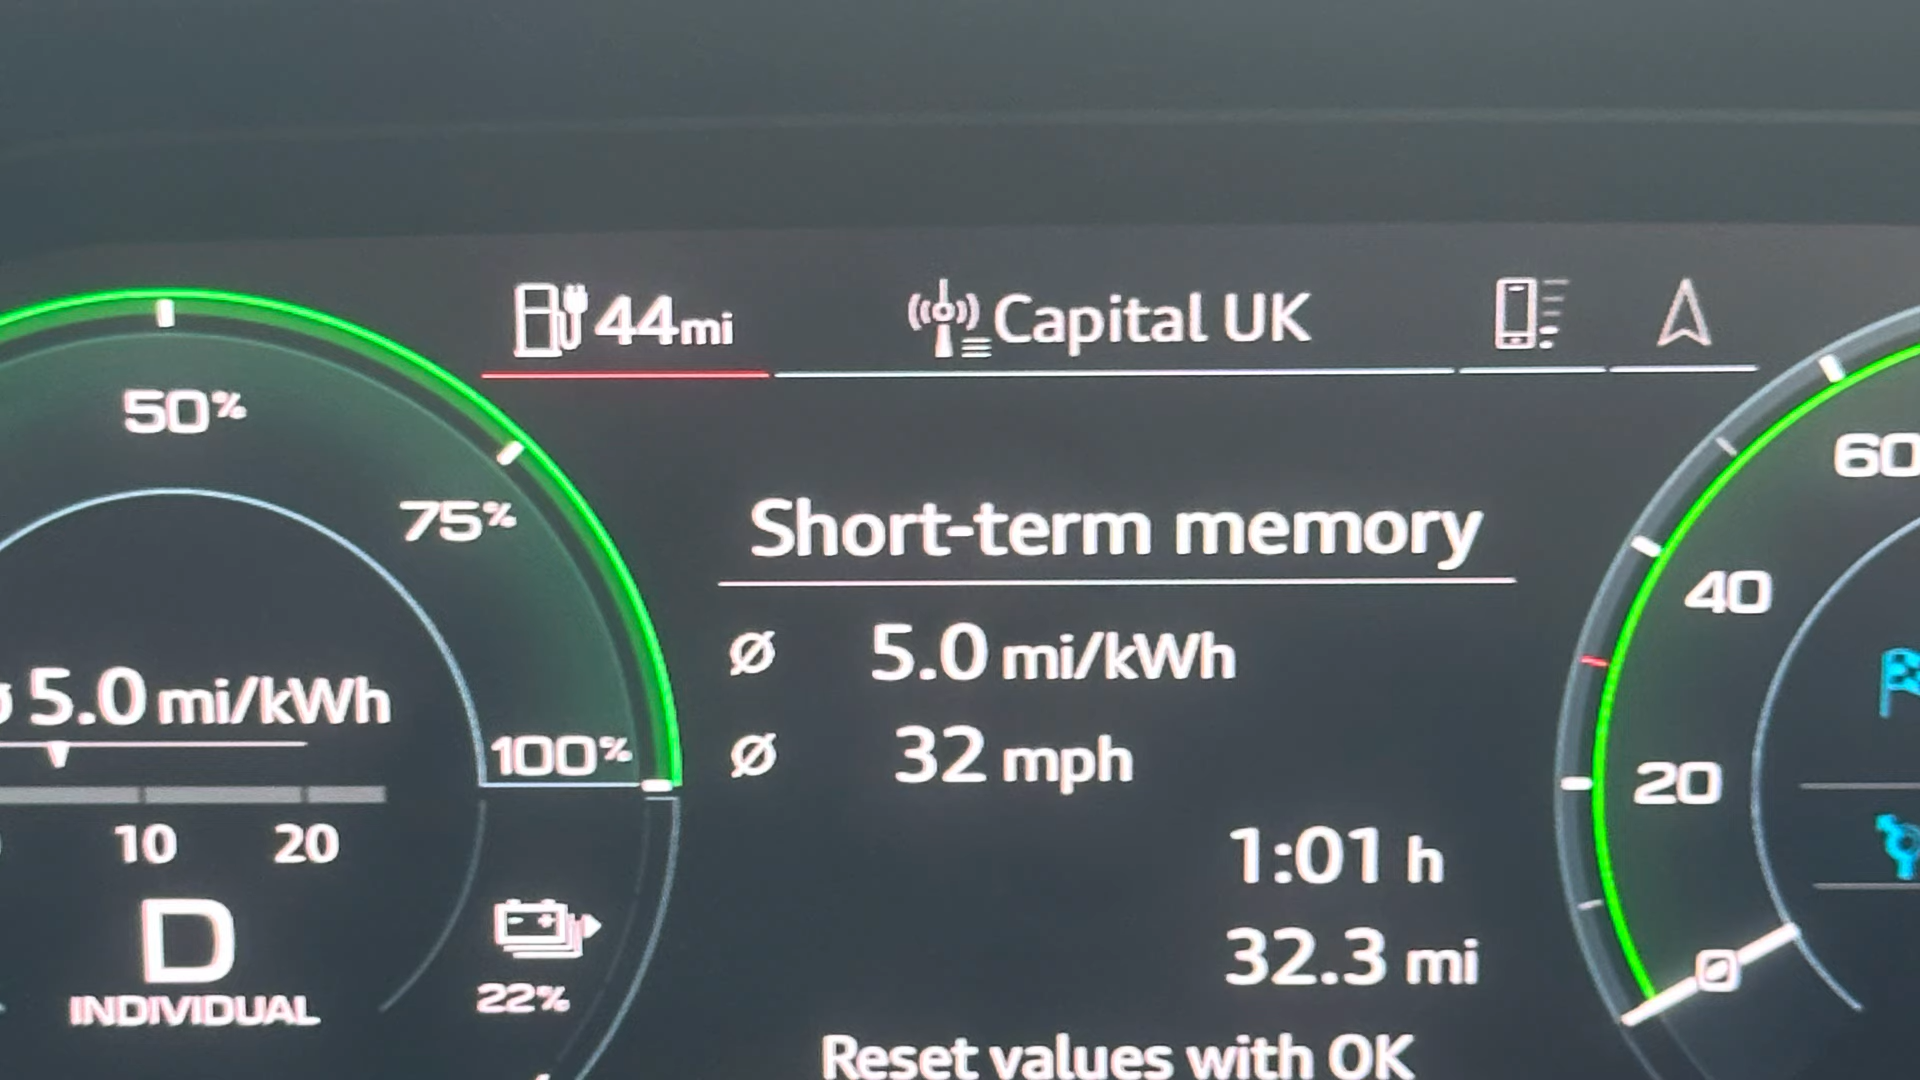 44mi
Capital UK
50%
75%
100%
ø 5.0 mi/kWh
10
20
D
INDIVIDUAL
22%
Short-term memory
ø 5.0 mi/kWh
ø 32 mph
1:01 h
32.3 mi
Reset values with OK
60
40
20
0